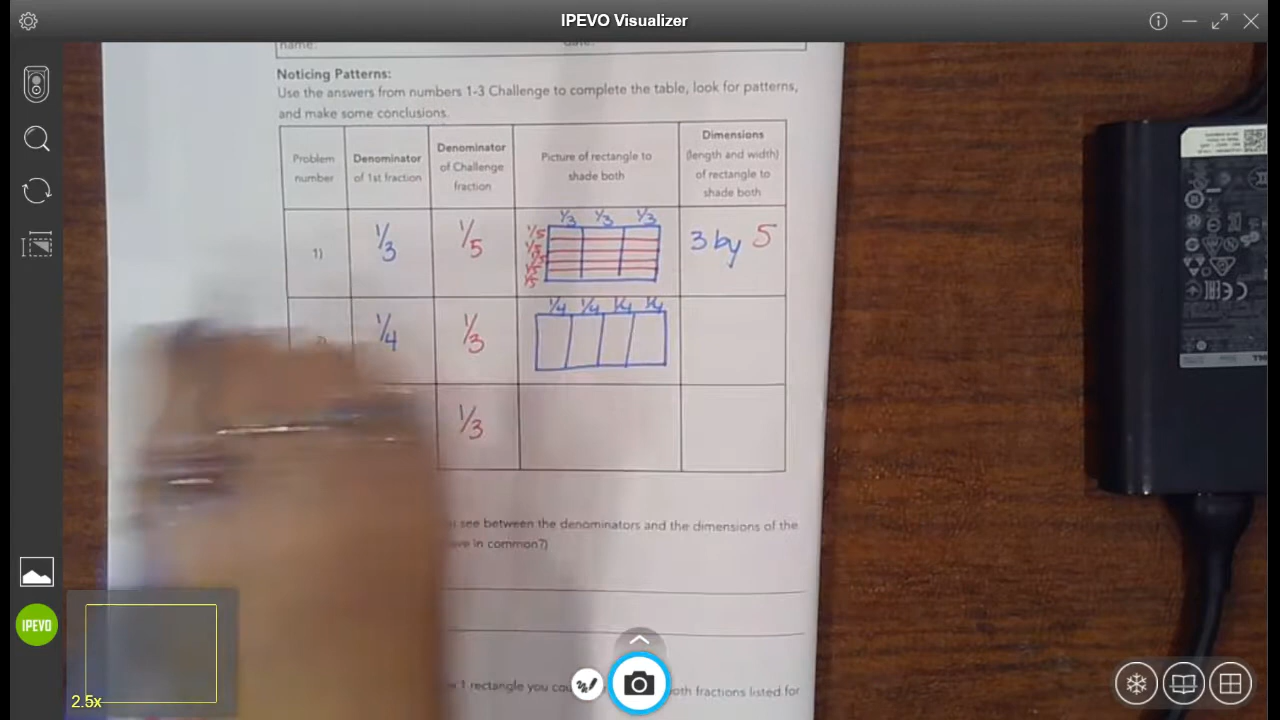 IPEVO Visualizer
name:
date:
Noticing Patterns:
Use the answers from numbers 1-3 Challenge to complete the table, look for patterns,
and make some conclusions.
Problem
number
Denominator
of 1st fraction
Denominator
of Challenge
fraction
Picture of rectangle to
shade both
Dimensions
(length and width)
of rectangle to
shade both
1)
1/3
1/5
1/3 1/3 1/3
1/5
1/5
1/5
1/5
1/5
3 by 5
1/4
1/3
1/4 1/4 1/4 1/4
1/3
see between the denominators and the dimensions of the
in common?)
1 rectangle you
both fractions listed for
IPEVO
2.5x